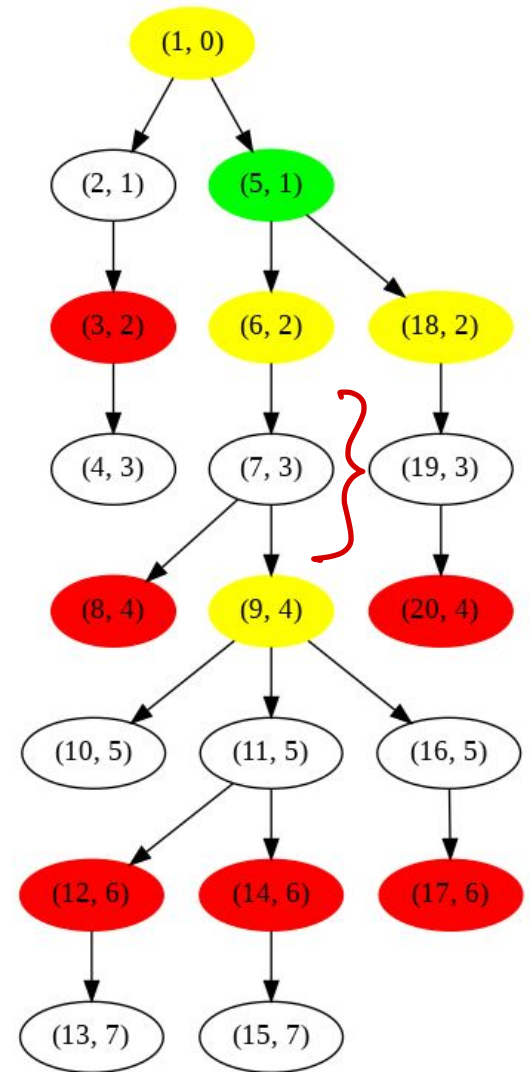 (1, 0)
(2, 1) (5, 1)
(3, 2) (6, 2) (18, 2)
(4, 3) (7, 3) (19, 3)
(8, 4) (9, 4) (20, 4)
(10, 5) (11, 5) (16, 5)
(12, 6) (14, 6) (17, 6)
(13, 7) (15, 7)